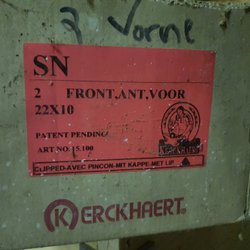 2 Vorne
SN
2 FRONT.ANT.VOOR
22X10
PATENT PENDING
ART NO.15.100
CLIPPED-AVEC PINCON-MIT KAPPE-MET LIP
KERCKHAERT®